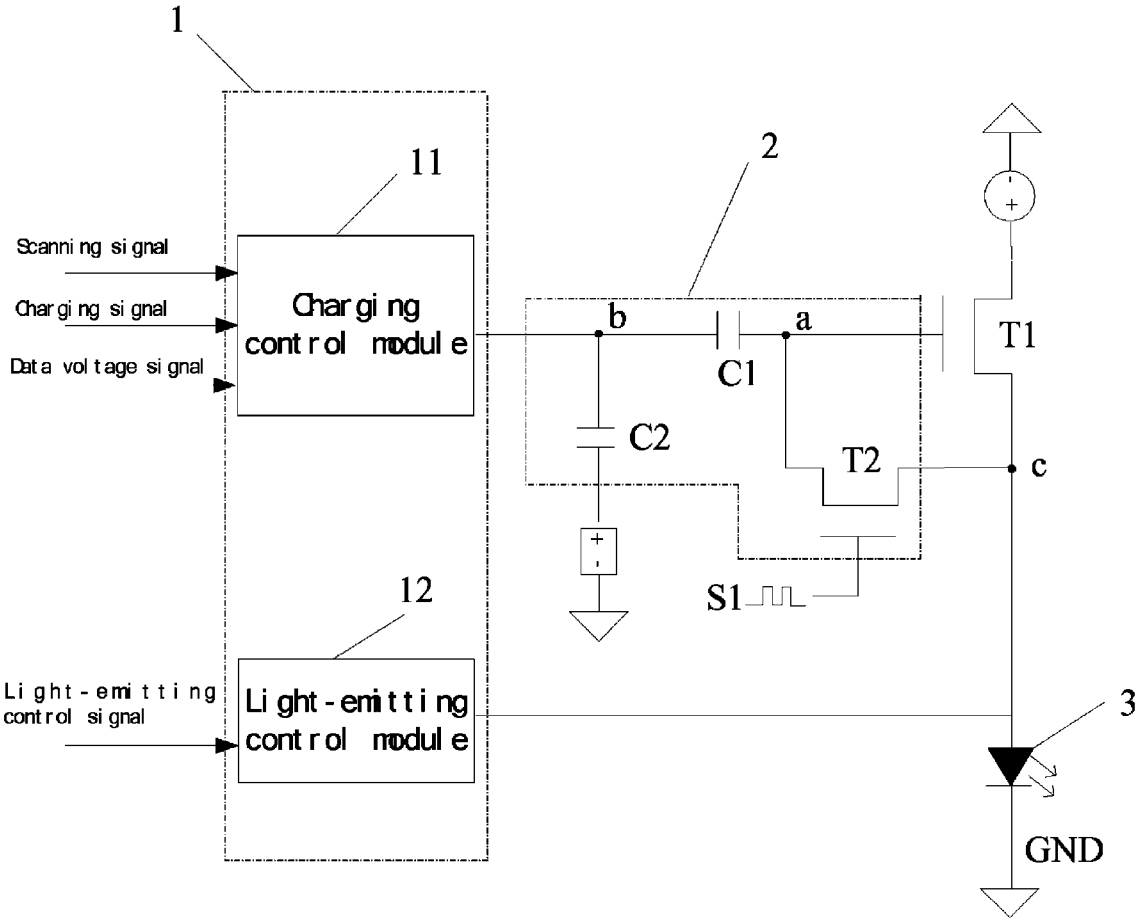 1
11
2
Scanning signal
Charging signal
Data voltage signal
Charging
control module
b
a
C1
T1
C2
T2
c
S1
12
Light-emitting
control signal
Light-emitting
control module
3
GND
-
+
+
-